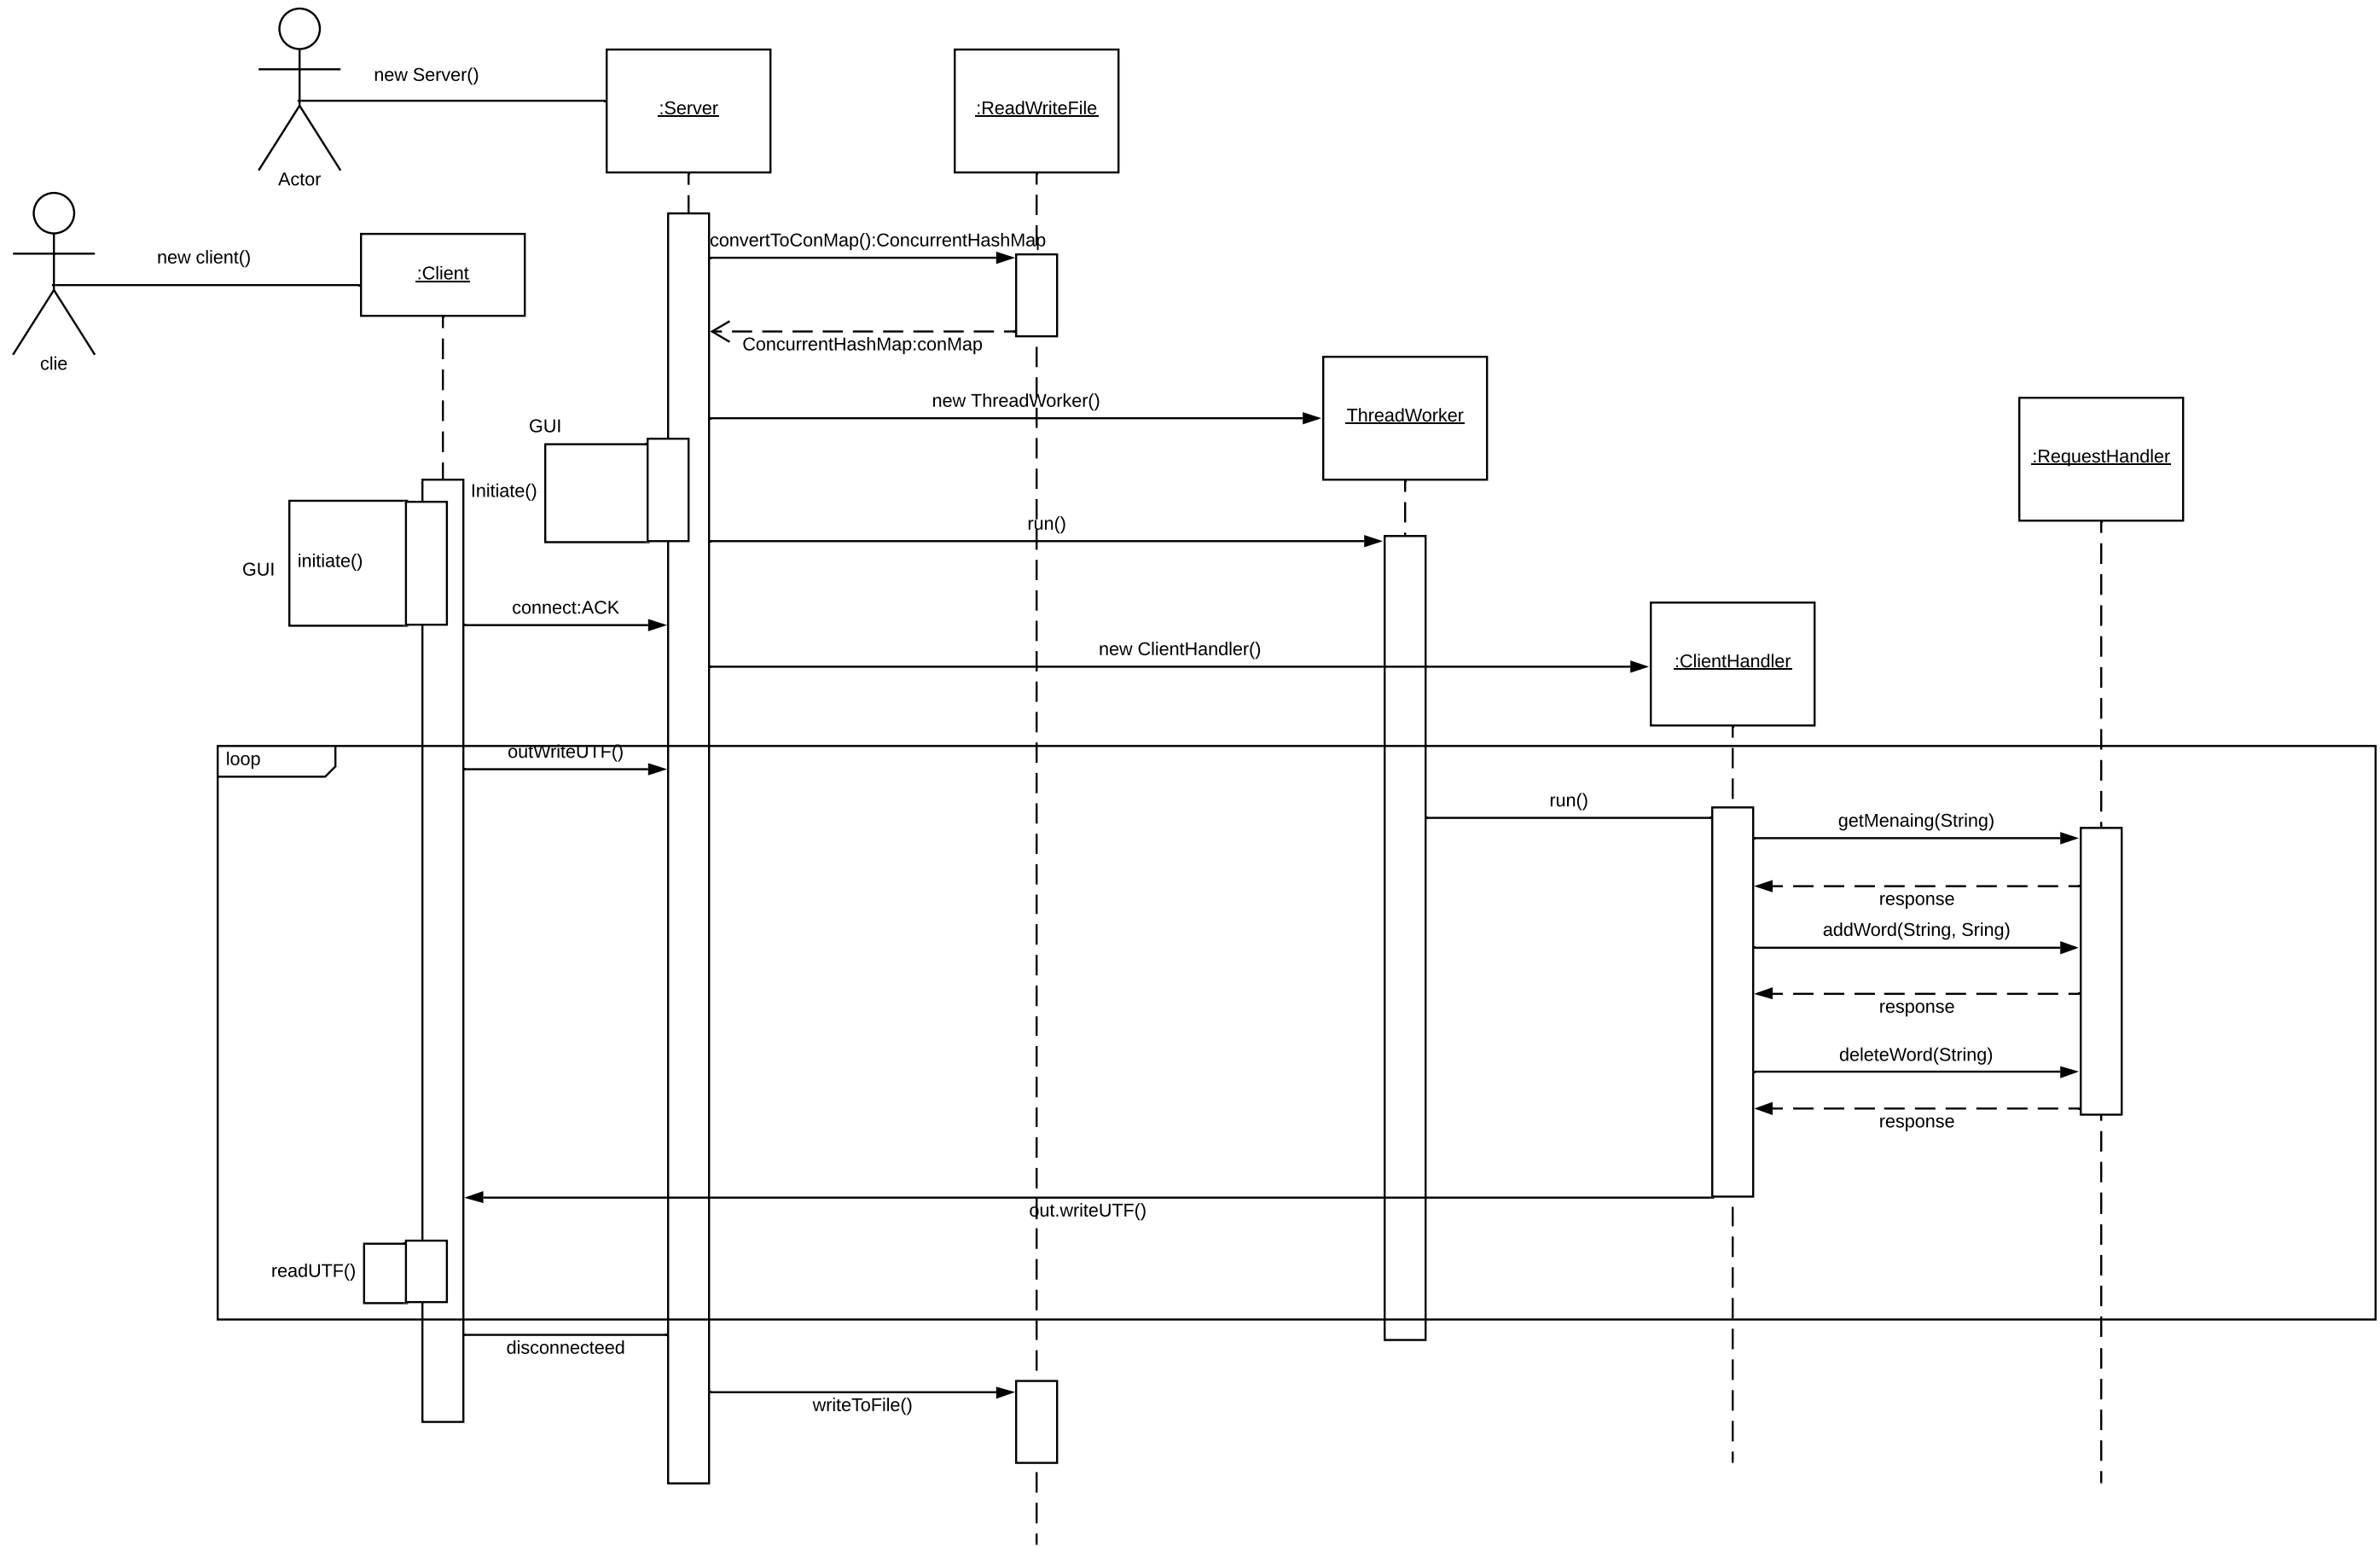 new Server()
:Server
:ReadWriteFile
Actor
new client()
:Client
convertToConMap():ConcurrentHashMap
ConcurrentHashMap:conMap
clie
new ThreadWorker()
ThreadWorker
GUI
:RequestHandler
Initiate()
run()
initiate()
GUI
connect:ACK
new ClientHandler()
:ClientHandler
loop
outWriteUTF()
run()
getMenaing(String)
response
addWord(String, Sring)
response
deleteWord(String)
response
out.writeUTF()
readUTF()
disconnecteed
writeToFile()